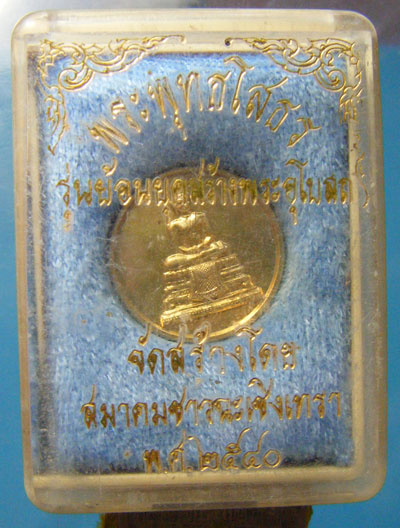 พระพุทธโสธร
รุ่นย้อนยุคสร้างพระอุโบสถ
จัดสร้างโดย
สมาคมชาวฉะเชิงเทรา
พ.ศ.๒๕๔๐